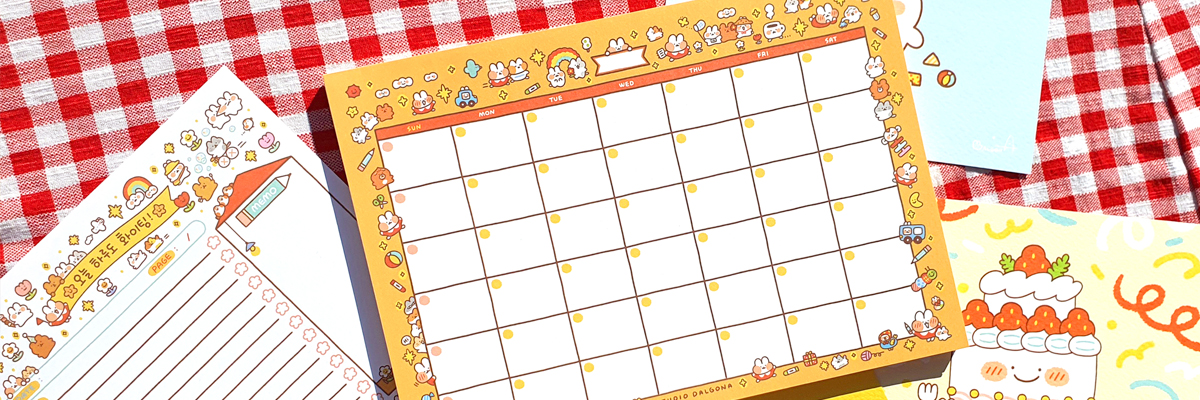 오늘 하루도 화이팅!!
PAGE:
memo
SUN MON TUE WED THU FRI SAT
STUDIO DALGONA